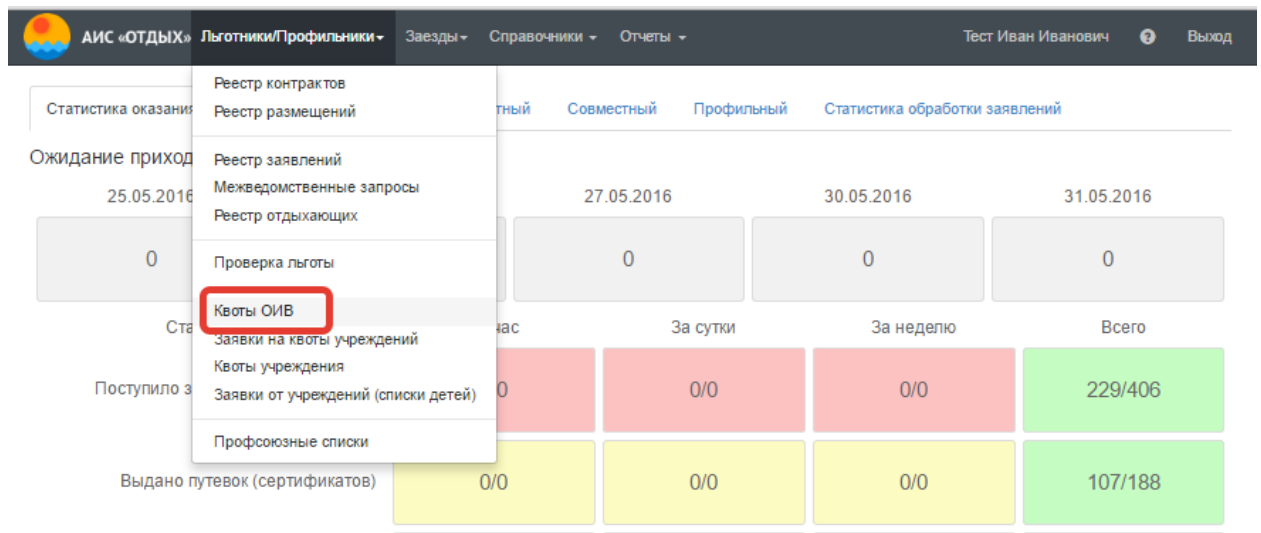 АИС «ОТДЫХ» Льготники/Профильники Заезды Справочники Отчеты Тест Иван Иванович ? Выход
Реестр контрактов
Статистика оказания тный Совместный Профильный Статистика обработки заявлений
Реестр размещений
Ожидание приход
Реестр заявлений
Межведомственные запросы
25.05.2016 27.05.2016 30.05.2016 31.05.2016
Реестр отдыхающих
0 0 0 0
Проверка льготы
Квоты ОИВ
Ста час За сутки За неделю Всего
Заявки на квоты учреждений
Квоты учреждения
Поступило з 0 0/0 0/0 229/406
Заявки от учреждений (списки детей)
Профсоюзные списки
Выдано путевок (сертификатов) 0/0 0/0 0/0 107/188